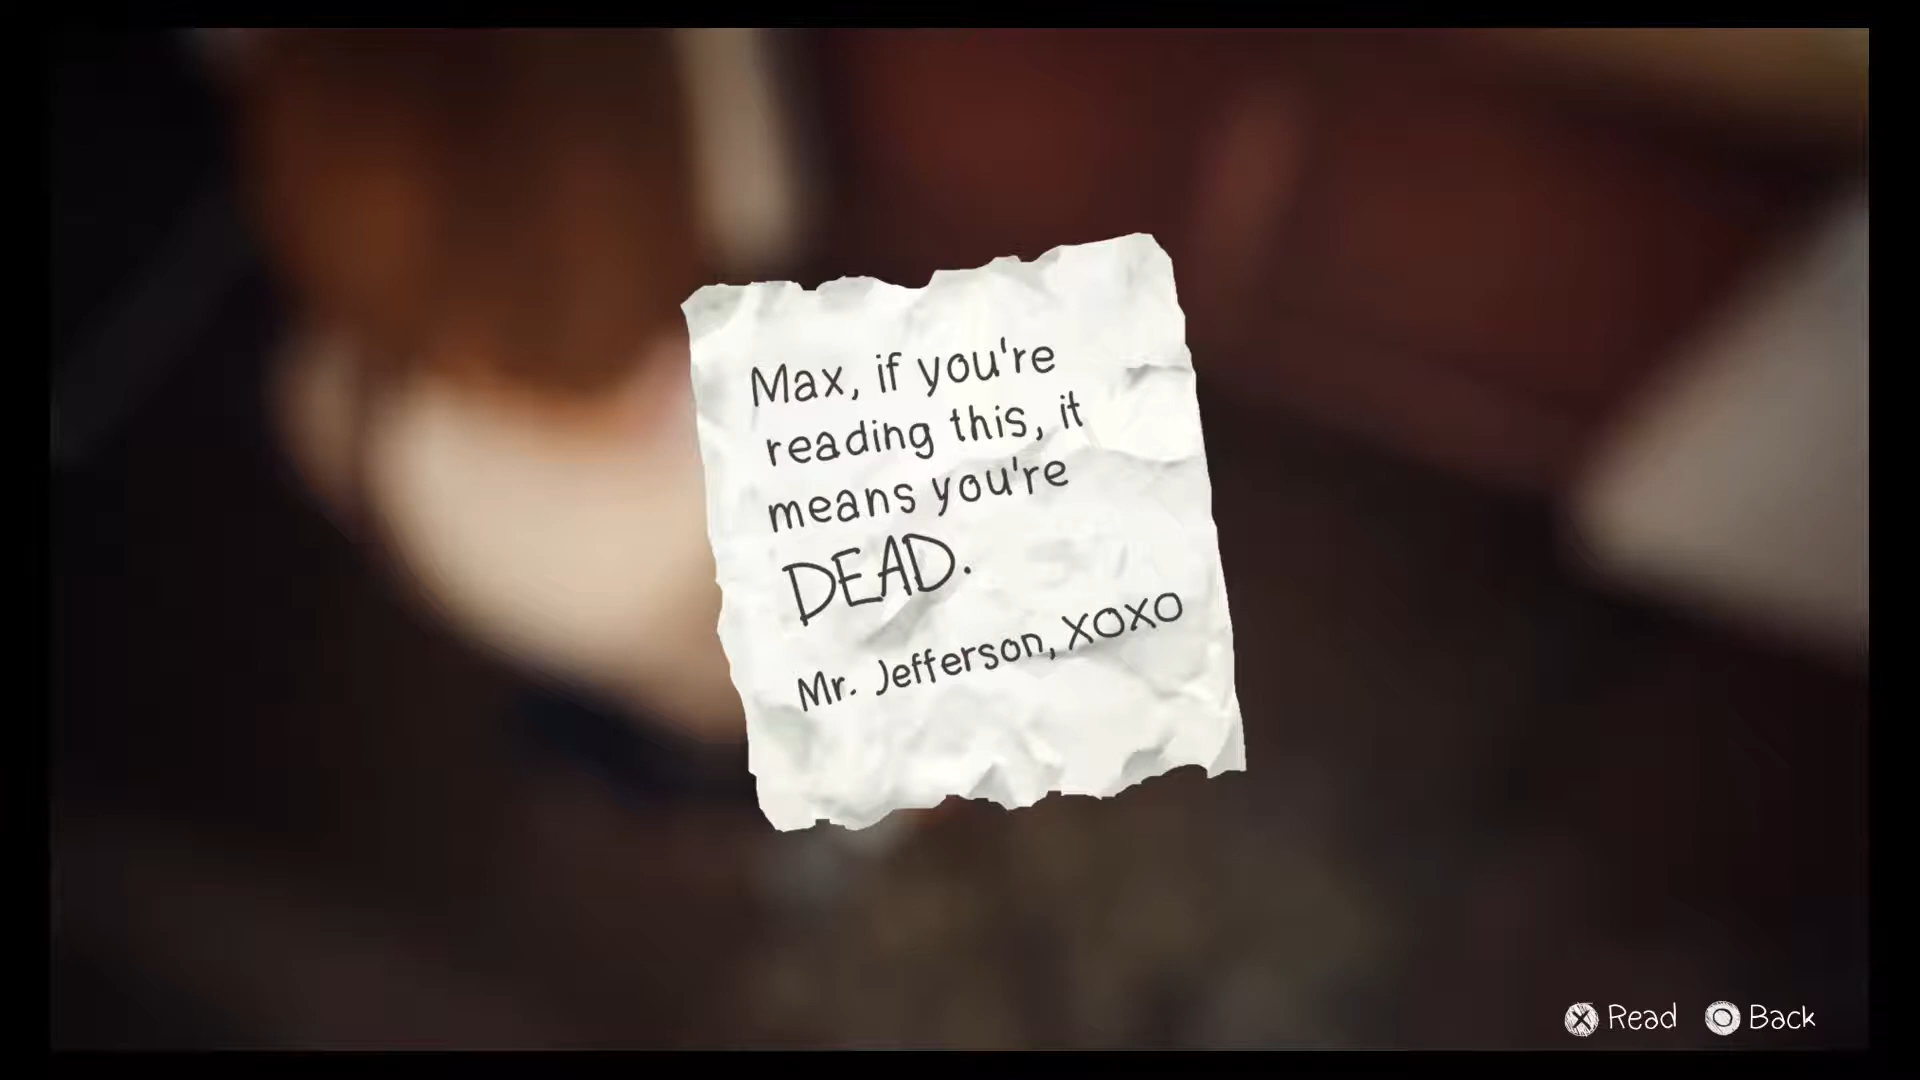 Max, if you're
reading this, it
means you're
DEAD.
Mr. Jefferson, XOXO
Read Back